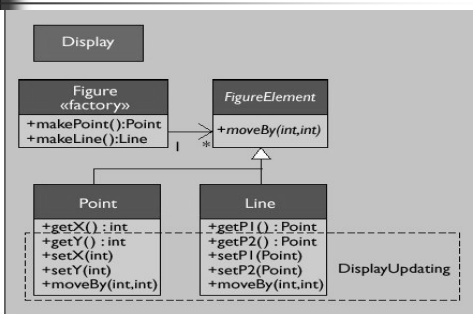 Display
Figure
«factory»
+makePoint():Point
+makeLine():Line
1
*
FigureElement
+moveBy(int,int)
Point
+getX() : int
+getY() : int
+setX(int)
+setY(int)
+moveBy(int,int)
Line
+getP1() : Point
+getP2() : Point
+setP1(Point)
+setP2(Point)
+moveBy(int,int)
DisplayUpdating